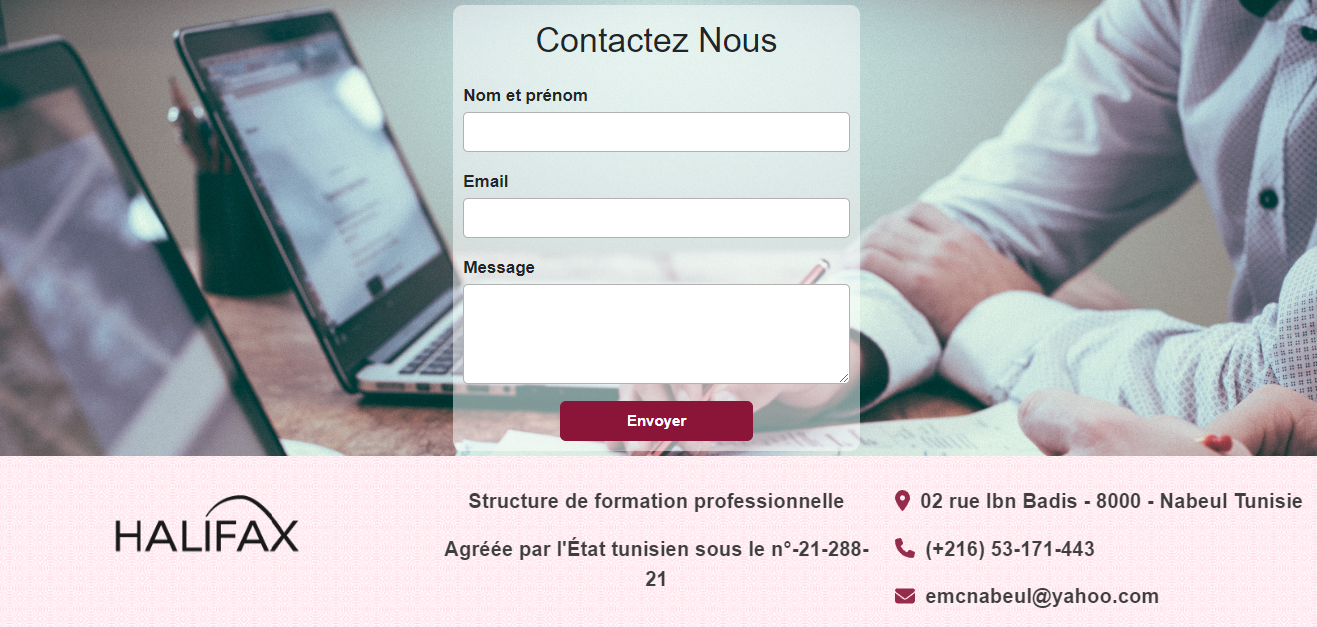 Contactez Nous
Nom et prénom
Email
Message
Envoyer
HALIFAX
Structure de formation professionnelle
Agréée par l'État tunisien sous le n°-21-288-
21
02 rue Ibn Badis - 8000 - Nabeul Tunisie
(+216) 53-171-443
emcnabeul@yahoo.com